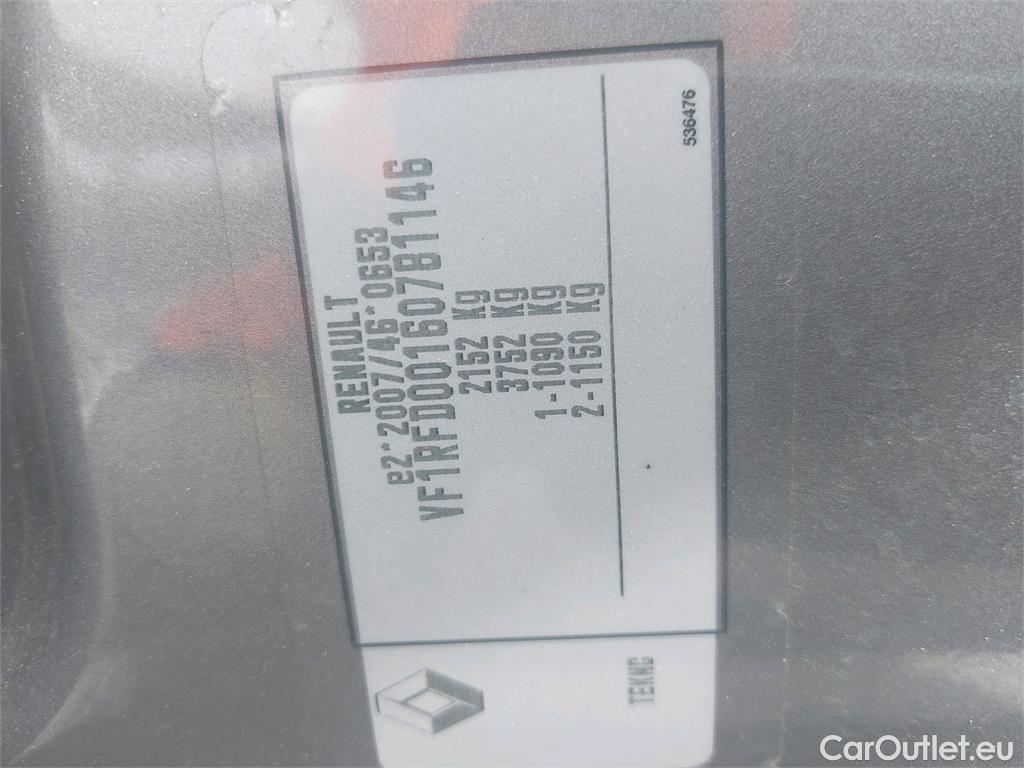 RENAULT
e2*2007/46*0653
VF1RFD00160781146
2152 Kg
3752 Kg
1-1090 Kg
2-1150 Kg
536476
TEKNG
CarOutlet.eu